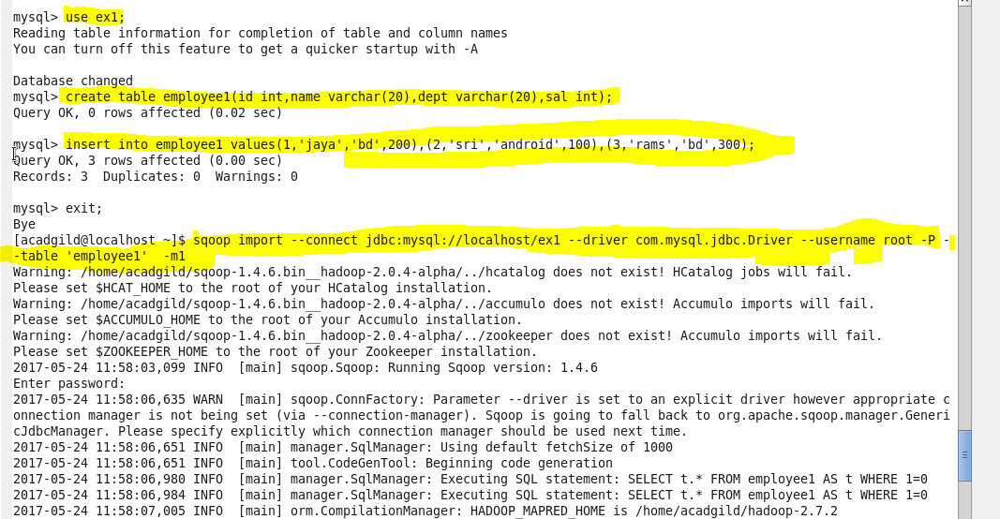 mysql> use ex1;
Reading table information for completion of table and column names
You can turn off this feature to get a quicker startup with -A
Database changed
mysql> create table employee1(id int,name varchar(20),dept varchar(20),sal int);
Query OK, 0 rows affected (0.02 sec)
mysql> insert into employee1 values(1,'jaya','bd',200),(2,'sri','android',100),(3,'rams','bd',300);
Query OK, 3 rows affected (0.00 sec)
Records: 3  Duplicates: 0  Warnings: 0
mysql> exit;
Bye
[acadgild@localhost ~]$ sqoop import --connect jdbc:mysql://localhost/ex1 --driver com.mysql.jdbc.Driver --username root -P -
-table 'employee1'  -m1
Warning: /home/acadgild/sqoop-1.4.6.bin__hadoop-2.0.4-alpha/../hcatalog does not exist! HCatalog jobs will fail.
Please set $HCAT_HOME to the root of your HCatalog installation.
Warning: /home/acadgild/sqoop-1.4.6.bin__hadoop-2.0.4-alpha/../accumulo does not exist! Accumulo imports will fail.
Please set $ACCUMULO_HOME to the root of your Accumulo installation.
Warning: /home/acadgild/sqoop-1.4.6.bin__hadoop-2.0.4-alpha/../zookeeper does not exist! Accumulo imports will fail.
Please set $ZOOKEEPER_HOME to the root of your Zookeeper installation.
2017-05-24 11:58:03,099 INFO  [main] sqoop.Sqoop: Running Sqoop version: 1.4.6
Enter password:
2017-05-24 11:58:06,635 WARN  [main] sqoop.ConnFactory: Parameter --driver is set to an explicit driver however appropriate c
onnection manager is not being set (via --connection-manager). Sqoop is going to fall back to org.apache.sqoop.manager.Generi
cJdbcManager. Please specify explicitly which connection manager should be used next time.
2017-05-24 11:58:06,651 INFO  [main] manager.SqlManager: Using default fetchSize of 1000
2017-05-24 11:58:06,651 INFO  [main] tool.CodeGenTool: Beginning code generation
2017-05-24 11:58:06,980 INFO  [main] manager.SqlManager: Executing SQL statement: SELECT t.* FROM employee1 AS t WHERE 1=0
2017-05-24 11:58:06,984 INFO  [main] manager.SqlManager: Executing SQL statement: SELECT t.* FROM employee1 AS t WHERE 1=0
2017-05-24 11:58:07,005 INFO  [main] orm.CompilationManager: HADOOP_MAPRED_HOME is /home/acadgild/hadoop-2.7.2